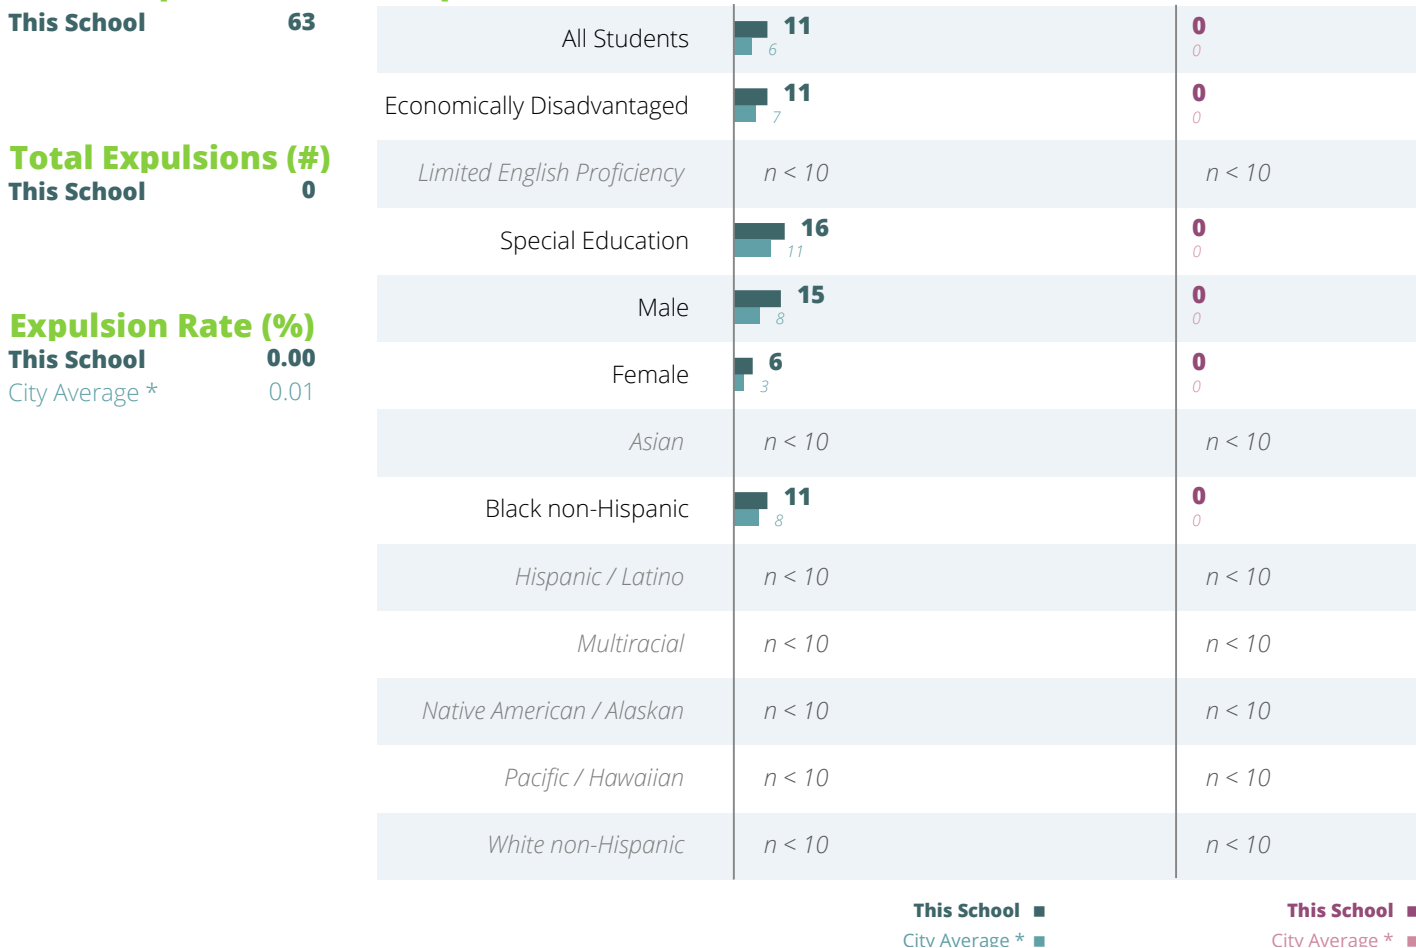 This School 63
Total Expulsions (#)
This School 0
Expulsion Rate (%)
This School 0.00
City Average * 0.01
All Students 11 0
6 0
Economically Disadvantaged 11 0
7 0
Limited English Proficiency n < 10 n < 10
Special Education 16 0
11 0
Male 15 0
8 0
Female 6 0
3 0
Asian n < 10 n < 10
Black non-Hispanic 11 0
8 0
Hispanic / Latino n < 10 n < 10
Multiracial n < 10 n < 10
Native American / Alaskan n < 10 n < 10
Pacific / Hawaiian n < 10 n < 10
White non-Hispanic n < 10 n < 10
This School This School
City Average * City Average *